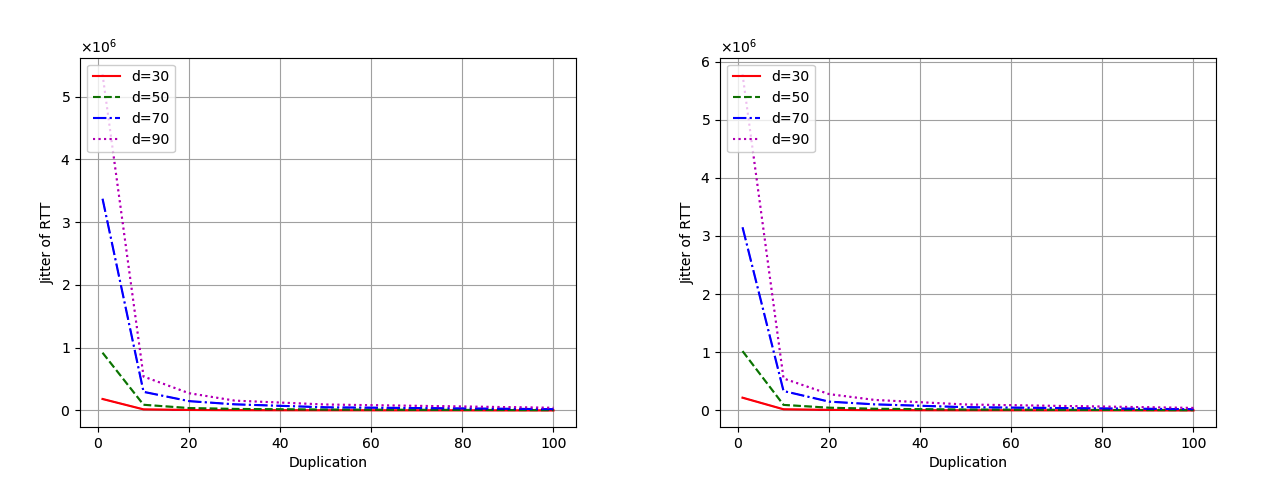 ×10⁶
d=30
d=50
d=70
d=90
5
4
3
2
1
0
Jitter of RTT
0 20 40 60 80 100
Duplication
×10⁶
d=30
d=50
d=70
d=90
6
5
4
3
2
1
0
Jitter of RTT
0 20 40 60 80 100
Duplication